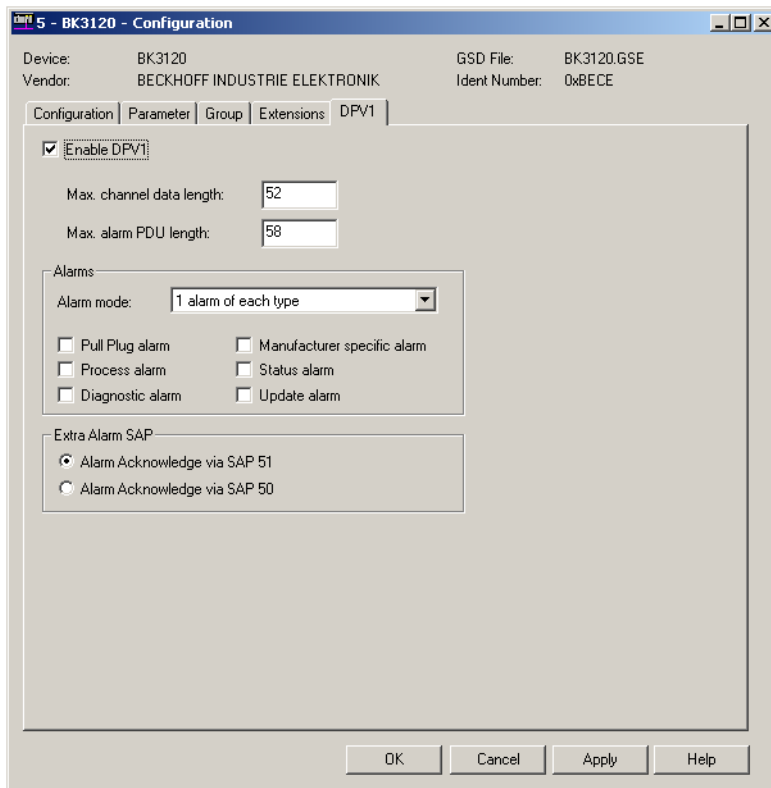 5 - BK3120 - Configuration
Device: BK3120 GSD File: BK3120.GSE
Vendor: BECKHOFF INDUSTRIE ELEKTRONIK Ident Number: 0xBECE
Configuration Parameter Group Extensions DPV1
Enable DPV1
Max. channel data length: 52
Max. alarm PDU length: 58
Alarms
Alarm mode: 1 alarm of each type
Pull Plug alarm Manufacturer specific alarm
Process alarm Status alarm
Diagnostic alarm Update alarm
Extra Alarm SAP
Alarm Acknowledge via SAP 51
Alarm Acknowledge via SAP 50
OK Cancel Apply Help